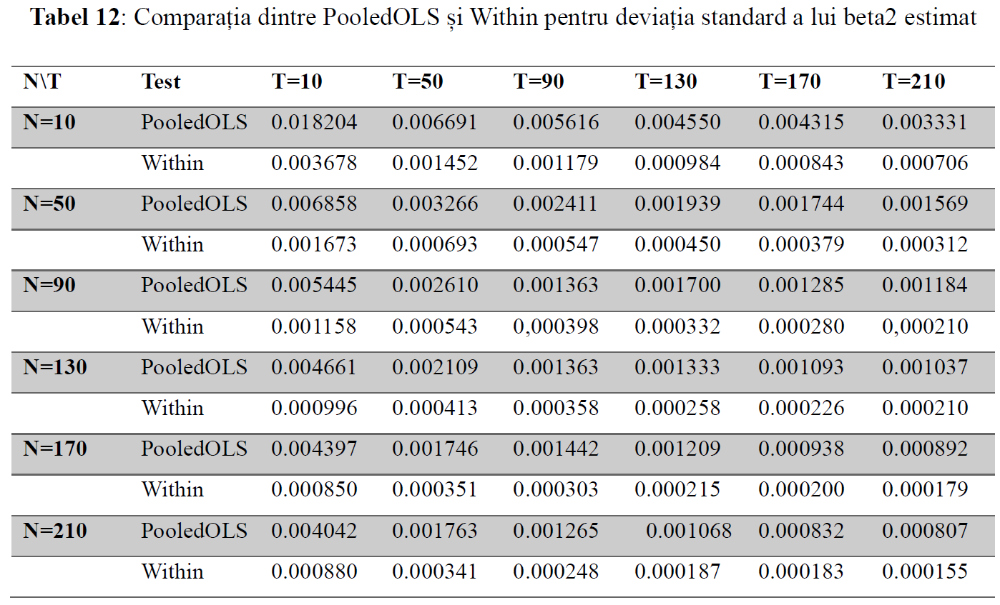 Tabel 12: Comparația dintre PooledOLS și Within pentru deviația standard a lui beta2 estimat
N\T Test T=10 T=50 T=90 T=130 T=170 T=210
N=10 PooledOLS 0.018204 0.006691 0.005616 0.004550 0.004315 0.003331
Within 0.003678 0.001452 0.001179 0.000984 0.000843 0.000706
N=50 PooledOLS 0.006858 0.003266 0.002411 0.001939 0.001744 0.001569
Within 0.001673 0.000693 0.000547 0.000450 0.000379 0.000312
N=90 PooledOLS 0.005445 0.002610 0.001363 0.001700 0.001285 0.001184
Within 0.001158 0.000543 0,000398 0.000332 0.000280 0,000210
N=130 PooledOLS 0.004661 0.002109 0.001363 0.001333 0.001093 0.001037
Within 0.000996 0.000413 0.000358 0.000258 0.000226 0.000210
N=170 PooledOLS 0.004397 0.001746 0.001442 0.001209 0.000938 0.000892
Within 0.000850 0.000351 0.000303 0.000215 0.000200 0.000179
N=210 PooledOLS 0.004042 0.001763 0.001265 0.001068 0.000832 0.000807
Within 0.000880 0.000341 0.000248 0.000187 0.000183 0.000155